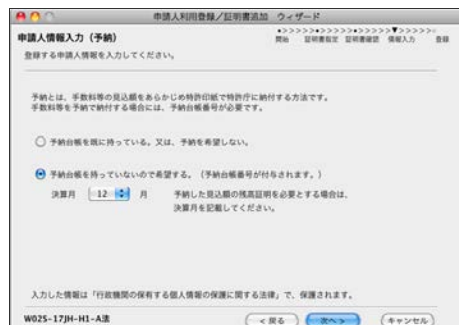 申請人利用登録/証明書追加 ウィザード
申請人情報入力（予納）
●>>>>>●>>>>>●>>>>>▼>>>>>○
開始 証明書指定 証明書確認 情報入力 登録
登録する申請人情報を入力してください。
予納とは、手数料等の見込額をあらかじめ特許印紙で特許庁に納付する方法です。
手数料等を予納で納付する場合には、予納台帳番号が必要です。
予納台帳を既に持っている。又は、予納を希望しない。
予納台帳を持っていないので希望する。（予納台帳番号が付与されます。）
決算月 12 月 予納した見込額の残高証明を必要とする場合は、
決算月を記載してください。
入力した情報は「行政機関の保有する個人情報の保護に関する法律」で、保護されます。
W02S-17JH-H1-A法 < 戻る 次へ > キャンセル